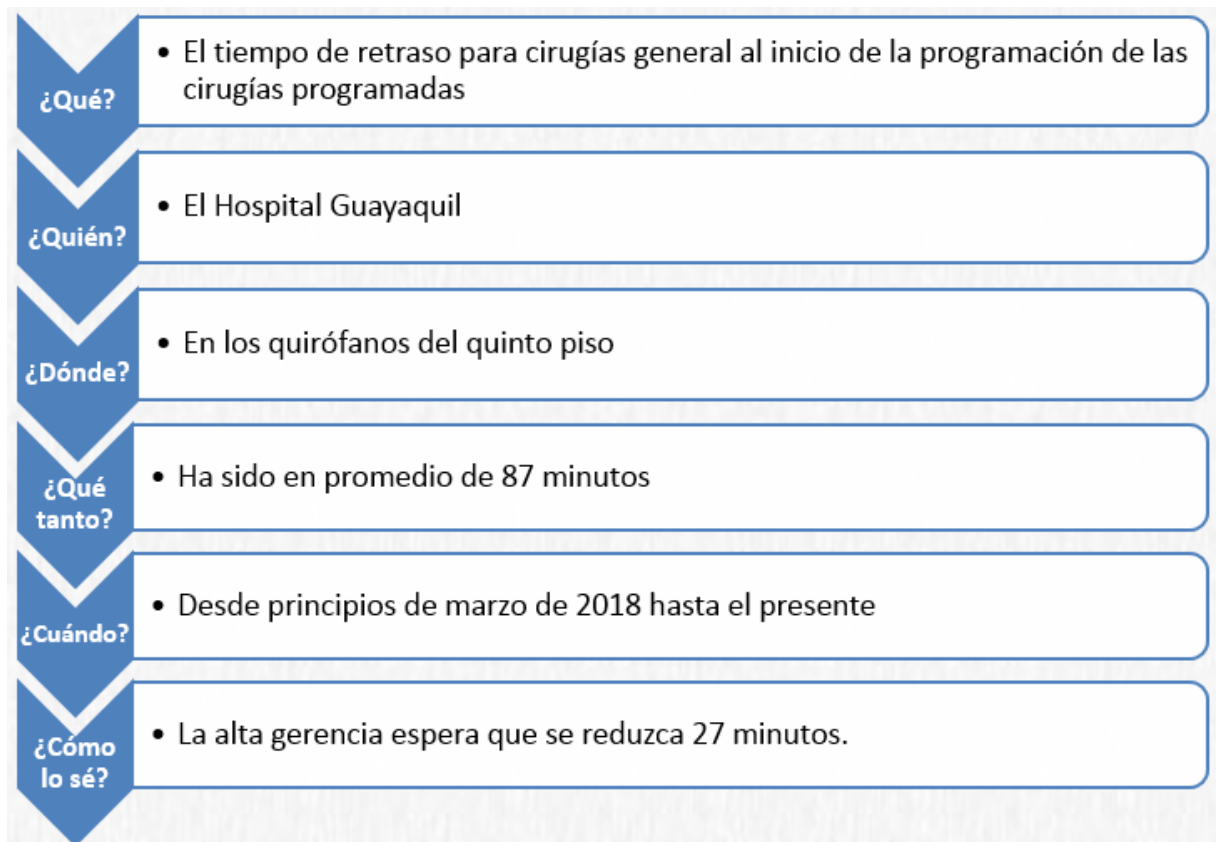 ¿Qué?
• El tiempo de retraso para cirugías general al inicio de la programación de las
cirugías programadas
¿Quién?
• El Hospital Guayaquil
¿Dónde?
• En los quirófanos del quinto piso
¿Qué
tanto?
• Ha sido en promedio de 87 minutos
¿Cuándo?
• Desde principios de marzo de 2018 hasta el presente
¿Cómo
lo sé?
• La alta gerencia espera que se reduzca 27 minutos.